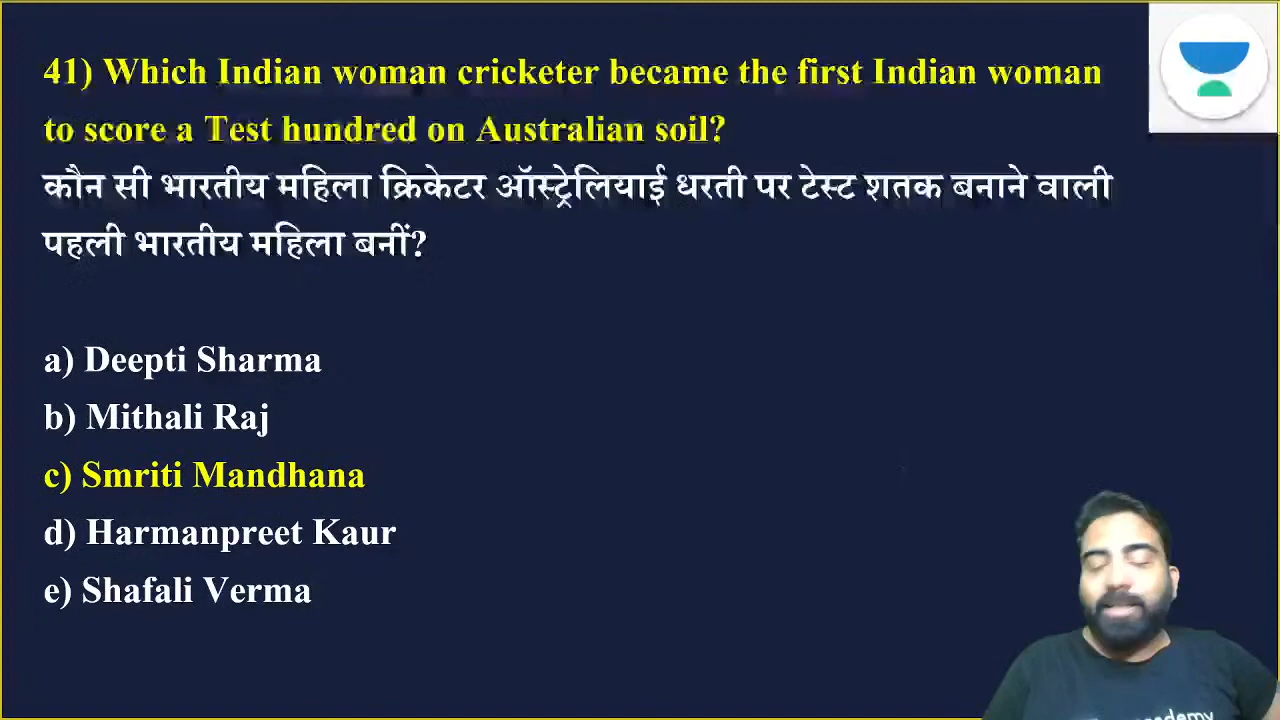 41) Which Indian woman cricketer became the first Indian woman
to score a Test hundred on Australian soil?
कौन सी भारतीय महिला क्रिकेटर ऑस्ट्रेलियाई धरती पर टेस्ट शतक बनाने वाली
पहली भारतीय महिला बनीं?
a) Deepti Sharma
b) Mithali Raj
c) Smriti Mandhana
d) Harmanpreet Kaur
e) Shafali Verma